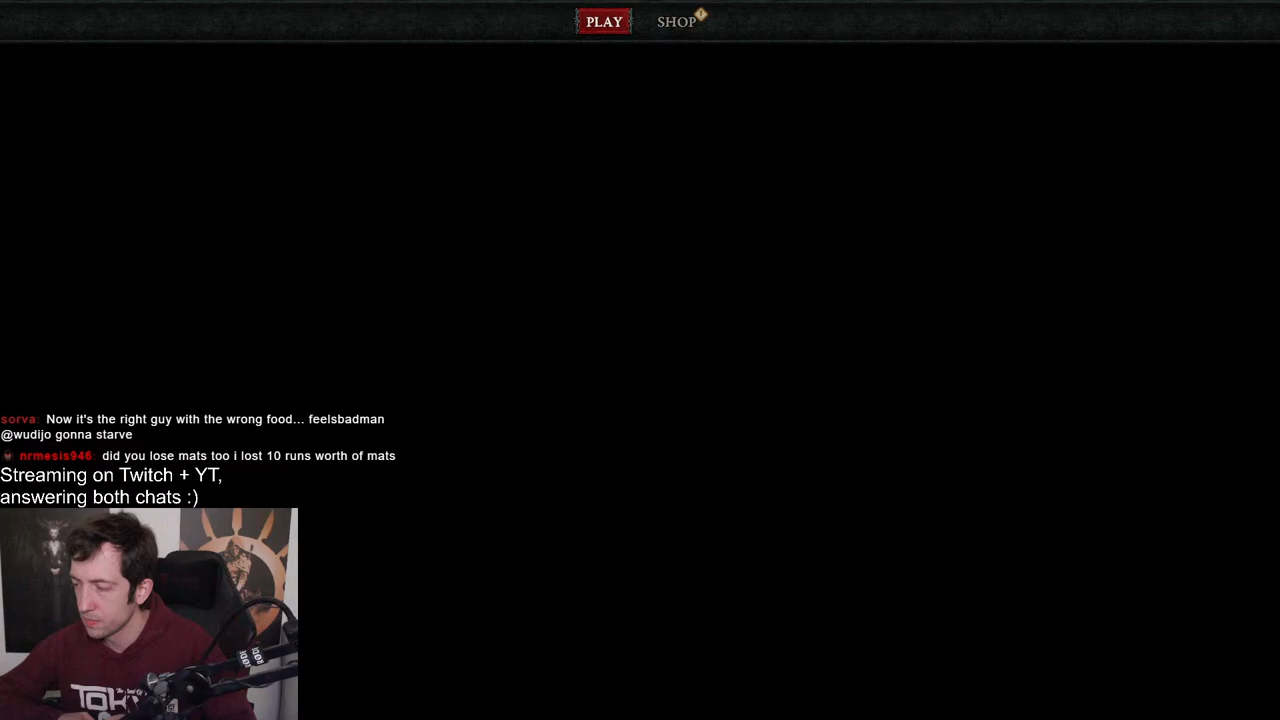 PLAY
SHOP
sorva: Now it's the right guy with the wrong food... feelsbadman
@wudijo gonna starve
nrmesis946: did you lose mats too i lost 10 runs worth of mats
Streaming on Twitch + YT,
answering both chats :)